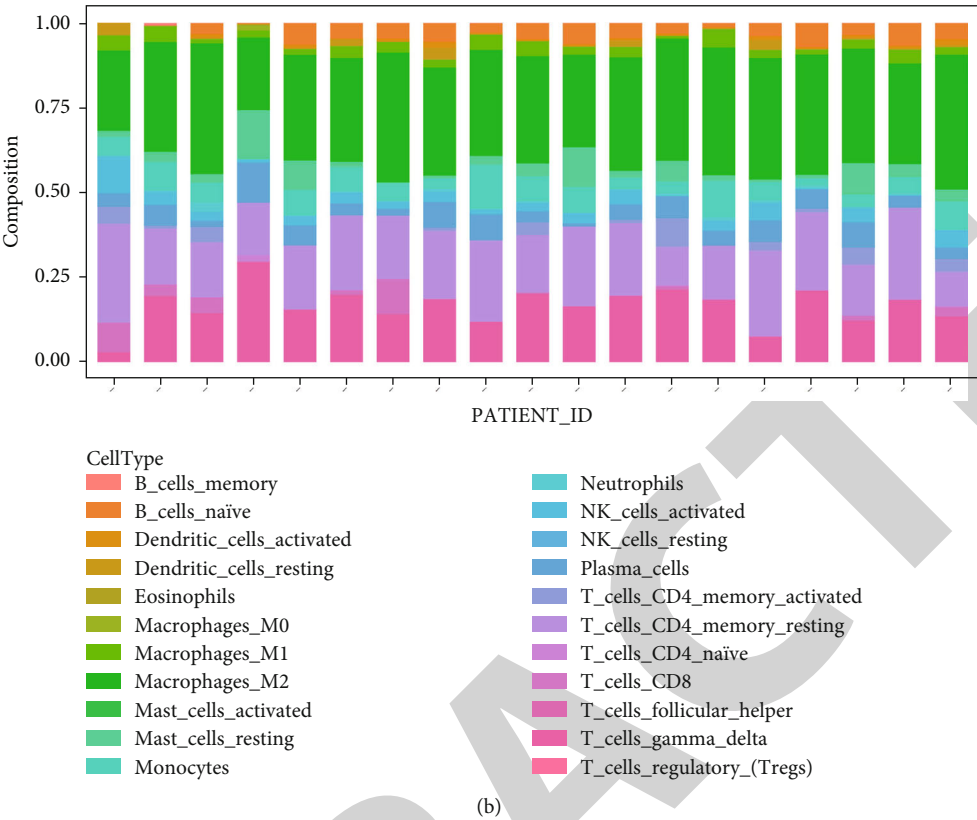 1.00
0.75
0.50
0.25
0.00
Composition
PATIENT_ID
CellType
B_cells_memory
B_cells_naïve
Dendritic_cells_activated
Dendritic_cells_resting
Eosinophils
Macrophages_M0
Macrophages_M1
Macrophages_M2
Mast_cells_activated
Mast_cells_resting
Monocytes
Neutrophils
NK_cells_activated
NK_cells_resting
Plasma_cells
T_cells_CD4_memory_activated
T_cells_CD4_memory_resting
T_cells_CD4_naïve
T_cells_CD8
T_cells_follicular_helper
T_cells_gamma_delta
T_cells_regulatory_(Tregs)
(b)